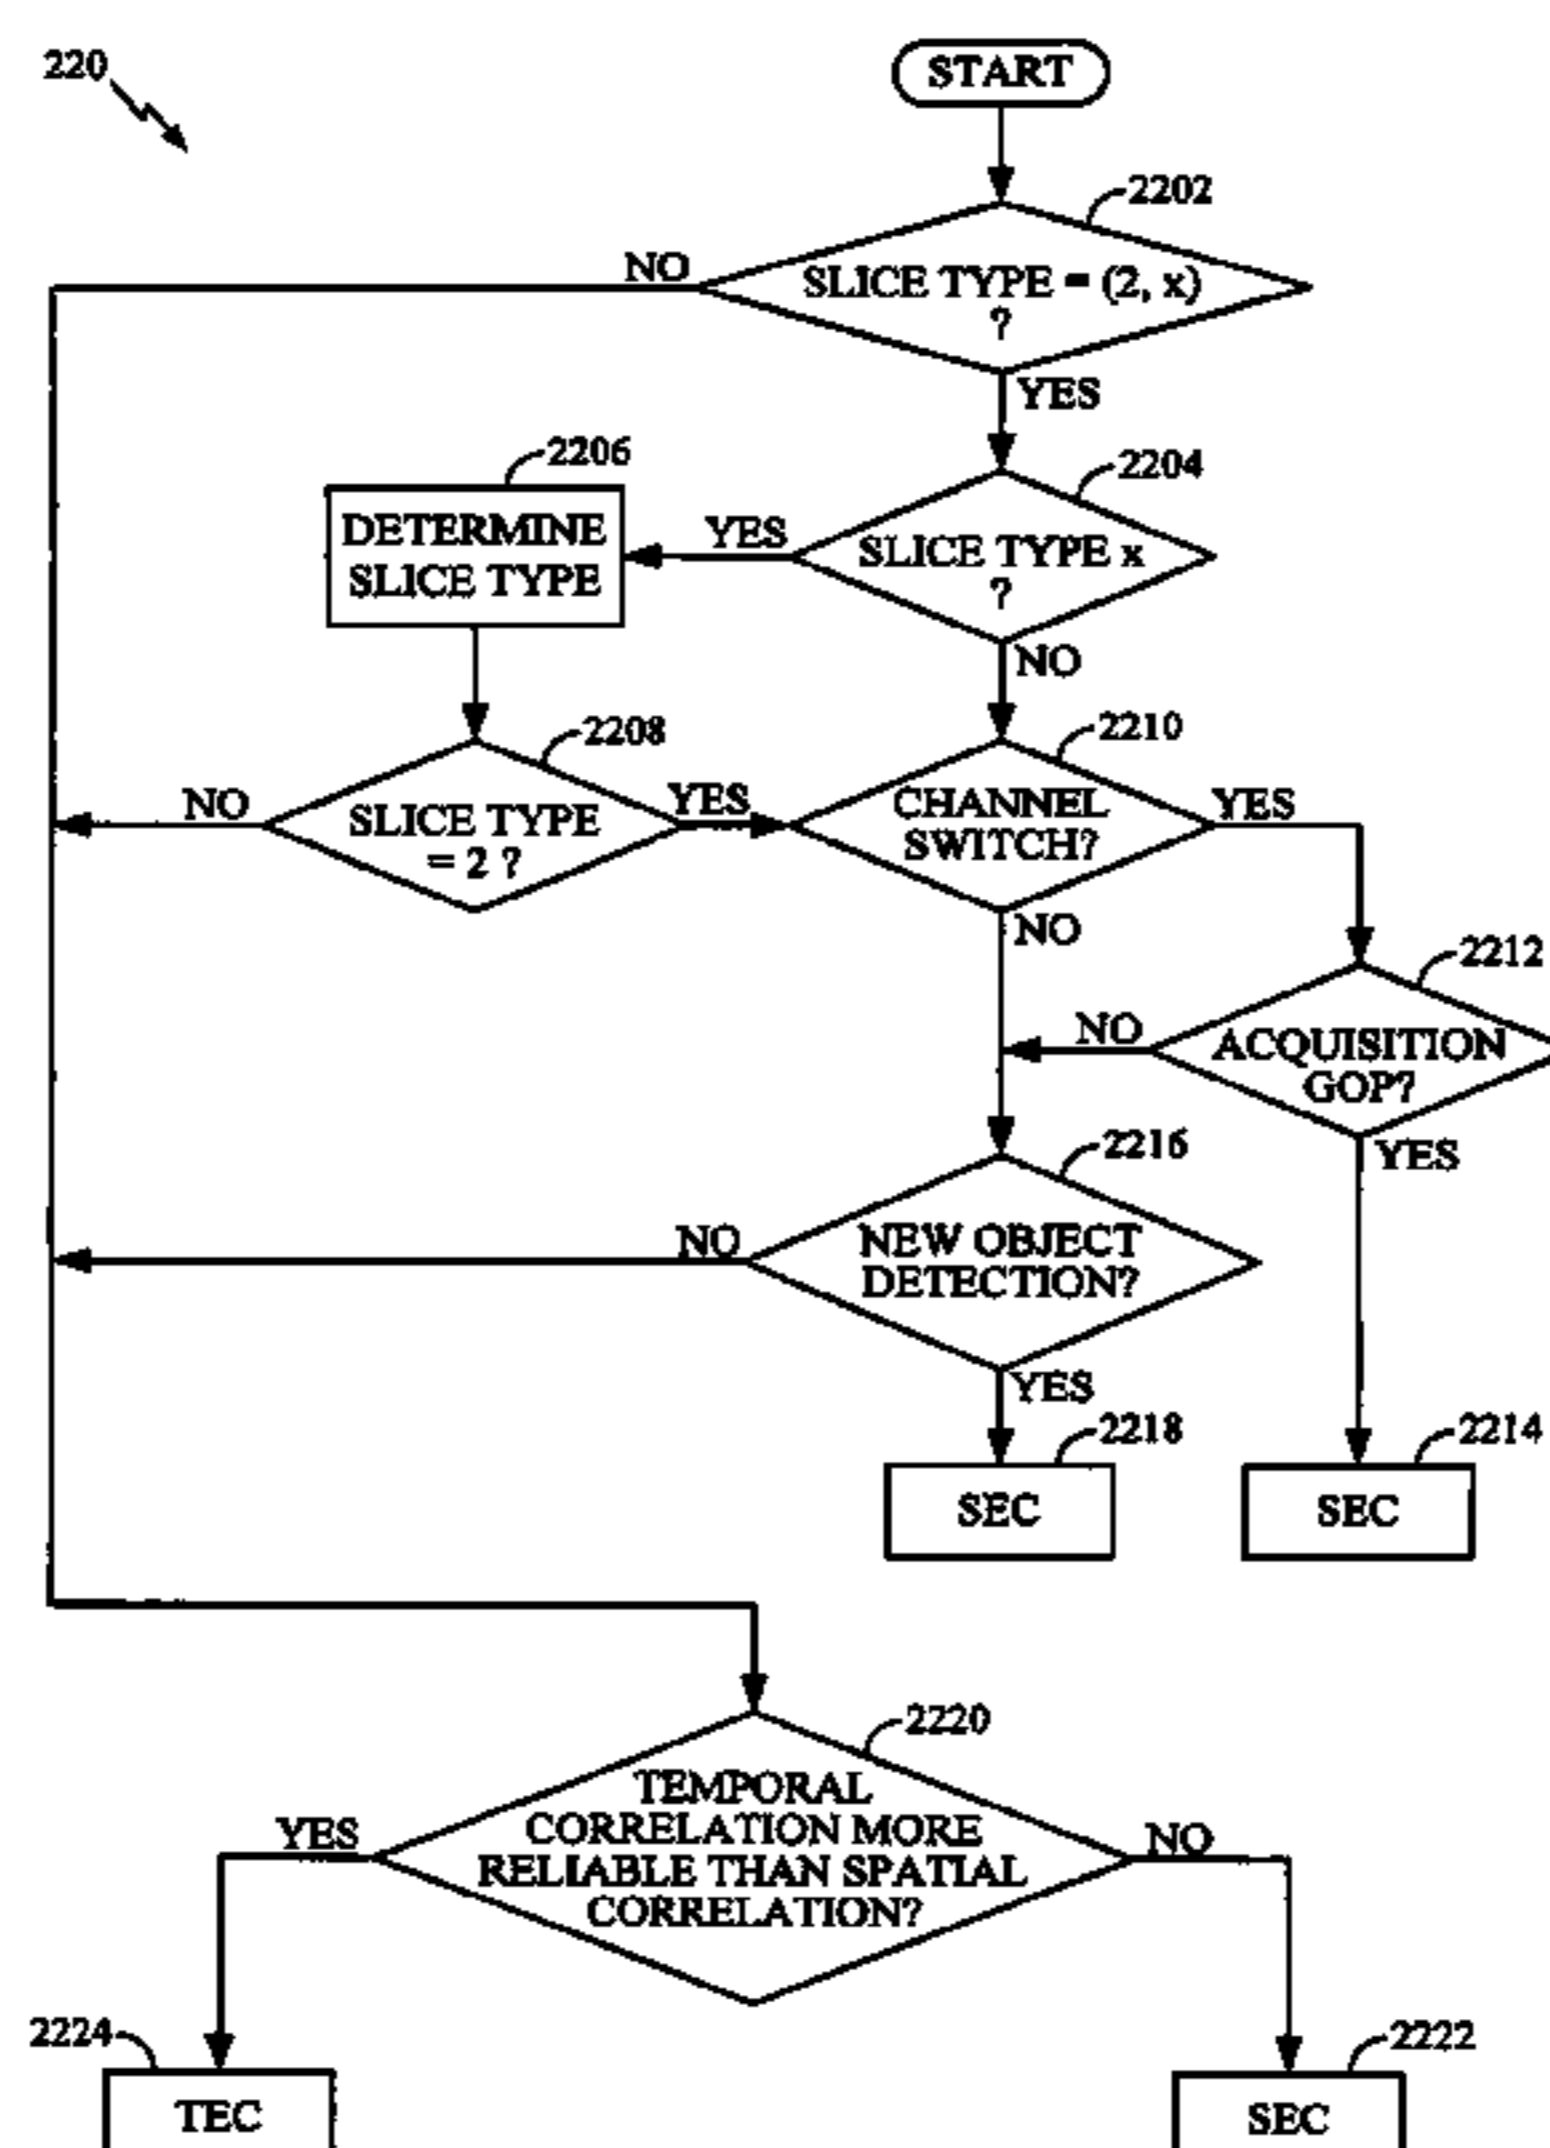 220
START
2202
NO
SLICE TYPE = (2, x)
?
YES
2206
2204
DETERMINE
SLICE TYPE
YES
SLICE TYPE x
?
NO
2208
2210
NO
SLICE TYPE
= 2 ?
YES
CHANNEL
SWITCH?
YES
NO
2212
NO
ACQUISITION
GOP?
YES
2216
NO
NEW OBJECT
DETECTION?
YES
2218
2214
SEC
SEC
2220
YES
TEMPORAL
CORRELATION MORE
RELIABLE THAN SPATIAL
CORRELATION?
NO
2224
2222
TEC
SEC